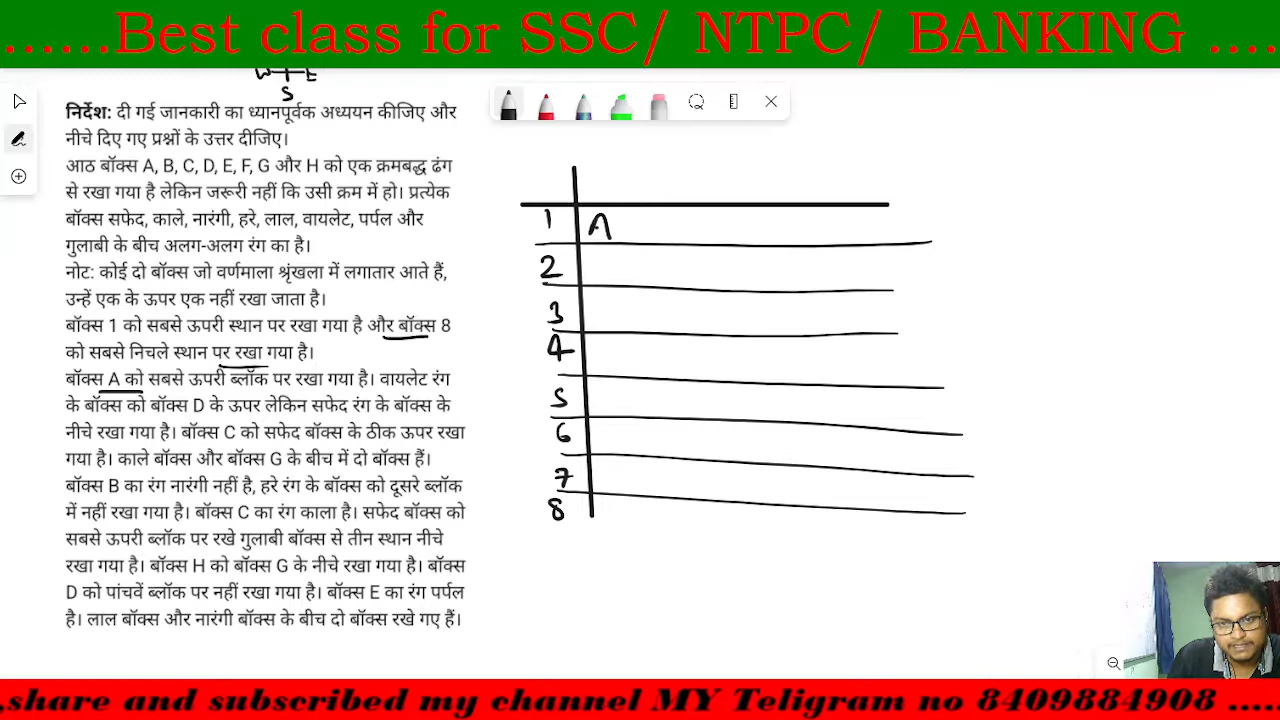 ......Best class for SSC/ NTPC/ BANKING ....
W E
S
निर्देश: दी गई जानकारी का ध्यानपूर्वक अध्ययन कीजिए और
नीचे दिए गए प्रश्नों के उत्तर दीजिए।
आठ बॉक्स A, B, C, D, E, F, G और H को एक क्रमबद्ध ढंग
से रखा गया है लेकिन जरूरी नहीं कि उसी क्रम में हो। प्रत्येक
बॉक्स सफेद, काले, नारंगी, हरे, लाल, वायलेट, पर्पल और
गुलाबी के बीच अलग-अलग रंग का है।
नोट: कोई दो बॉक्स जो वर्णमाला श्रृंखला में लगातार आते हैं,
उन्हें एक के ऊपर एक नहीं रखा जाता है।
बॉक्स 1 को सबसे ऊपरी स्थान पर रखा गया है और बॉक्स 8
को सबसे निचले स्थान पर रखा गया है।
बॉक्स A को सबसे ऊपरी ब्लॉक पर रखा गया है। वायलेट रंग
के बॉक्स को बॉक्स D के ऊपर लेकिन सफेद रंग के बॉक्स के
नीचे रखा गया है। बॉक्स C को सफेद बॉक्स के ठीक ऊपर रखा
गया है। काले बॉक्स और बॉक्स G के बीच में दो बॉक्स हैं।
बॉक्स B का रंग नारंगी नहीं है, हरे रंग के बॉक्स को दूसरे ब्लॉक
में नहीं रखा गया है। बॉक्स C का रंग काला है। सफेद बॉक्स को
सबसे ऊपरी ब्लॉक पर रखे गुलाबी बॉक्स से तीन स्थान नीचे
रखा गया है। बॉक्स H को बॉक्स G के नीचे रखा गया है। बॉक्स
D को पांचवें ब्लॉक पर नहीं रखा गया है। बॉक्स E का रंग पर्पल
है। लाल बॉक्स और नारंगी बॉक्स के बीच दो बॉक्स रखे गए हैं।
1 A
2
3
4
5
6
7
8
,share and subscribed my channel MY Teligram no 8409884908 .....